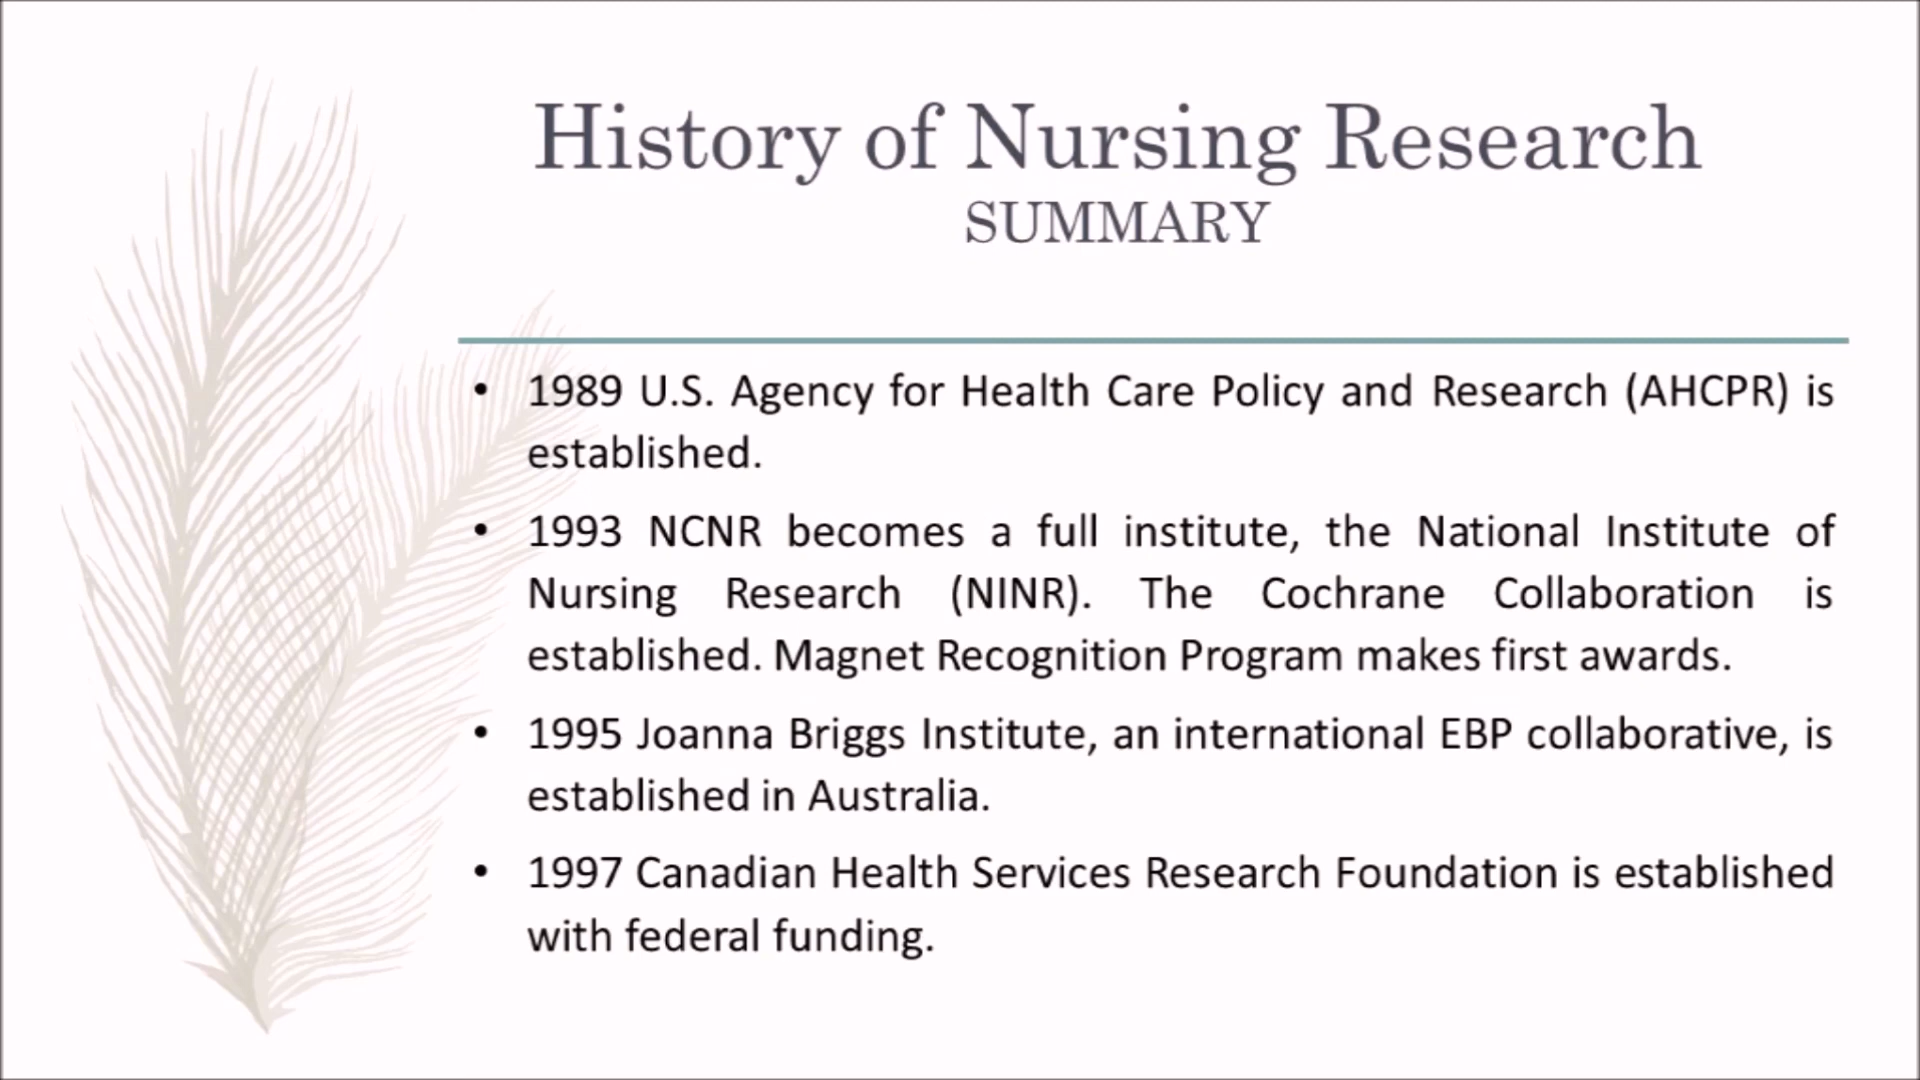 History of Nursing Research
SUMMARY
• 1989 U.S. Agency for Health Care Policy and Research (AHCPR) is
established.
• 1993 NCNR becomes a full institute, the National Institute of
Nursing Research (NINR). The Cochrane Collaboration is
established. Magnet Recognition Program makes first awards.
• 1995 Joanna Briggs Institute, an international EBP collaborative, is
established in Australia.
• 1997 Canadian Health Services Research Foundation is established
with federal funding.